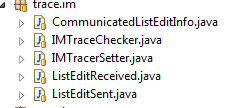 trace.im
CommunicatedListEditInfo.java
IMTraceChecker.java
IMTracerSetter.java
ListEditReceived.java
ListEditSent.java